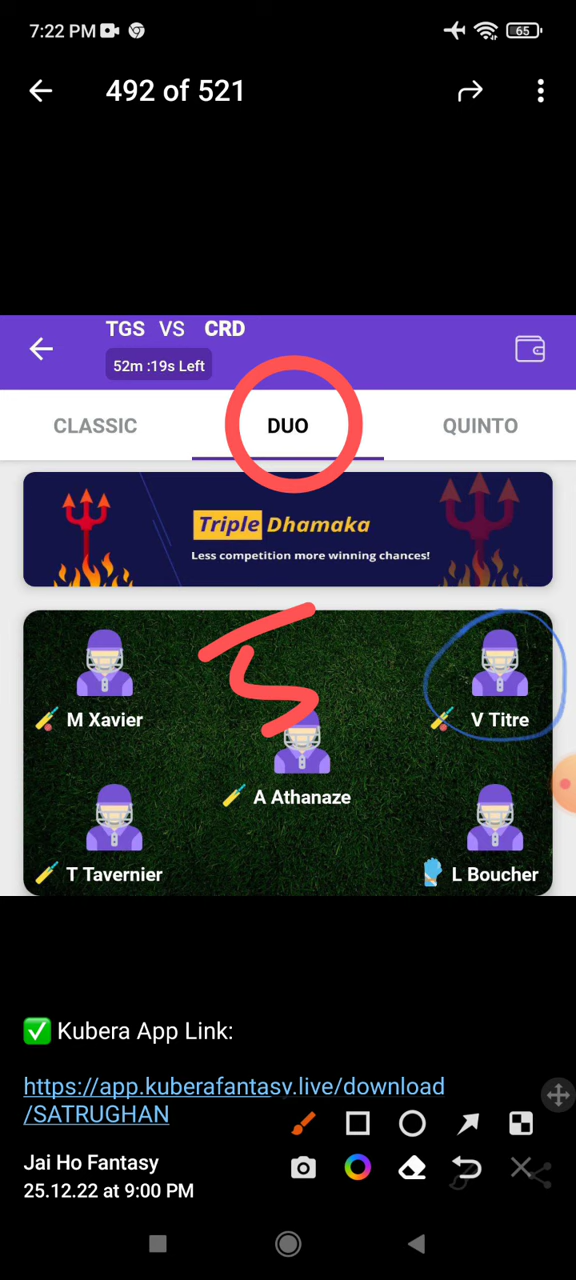 7:22 PM 65
492 of 521
TGS VS CRD
52m :19s Left
CLASSIC DUO QUINTO
Triple Dhamaka
Less competition more winning chances!
M Xavier V Titre
A Athanaze
T Tavernier L Boucher
✅ Kubera App Link:
https://app.kuberafantasy.live/download
/SATRUGHAN
Jai Ho Fantasy
25.12.22 at 9:00 PM